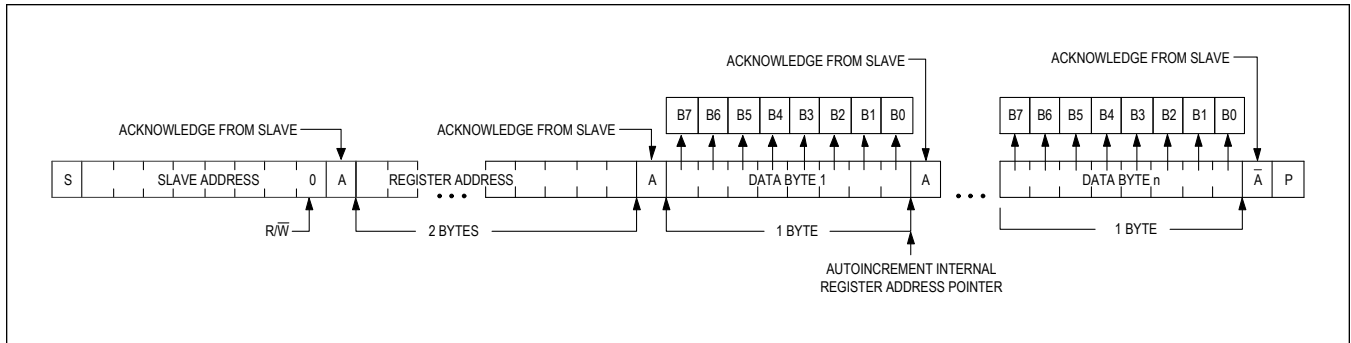 ACKNOWLEDGE FROM SLAVE ACKNOWLEDGE FROM SLAVE
B7 B6 B5 B4 B3 B2 B1 B0 B7 B6 B5 B4 B3 B2 B1 B0
ACKNOWLEDGE FROM SLAVE ACKNOWLEDGE FROM SLAVE
S SLAVE ADDRESS 0 A REGISTER ADDRESS ••• A DATA BYTE 1 A ••• DATA BYTE n A̅ P
R/W̅ 2 BYTES 1 BYTE 1 BYTE
AUTOINCREMENT INTERNAL
REGISTER ADDRESS POINTER